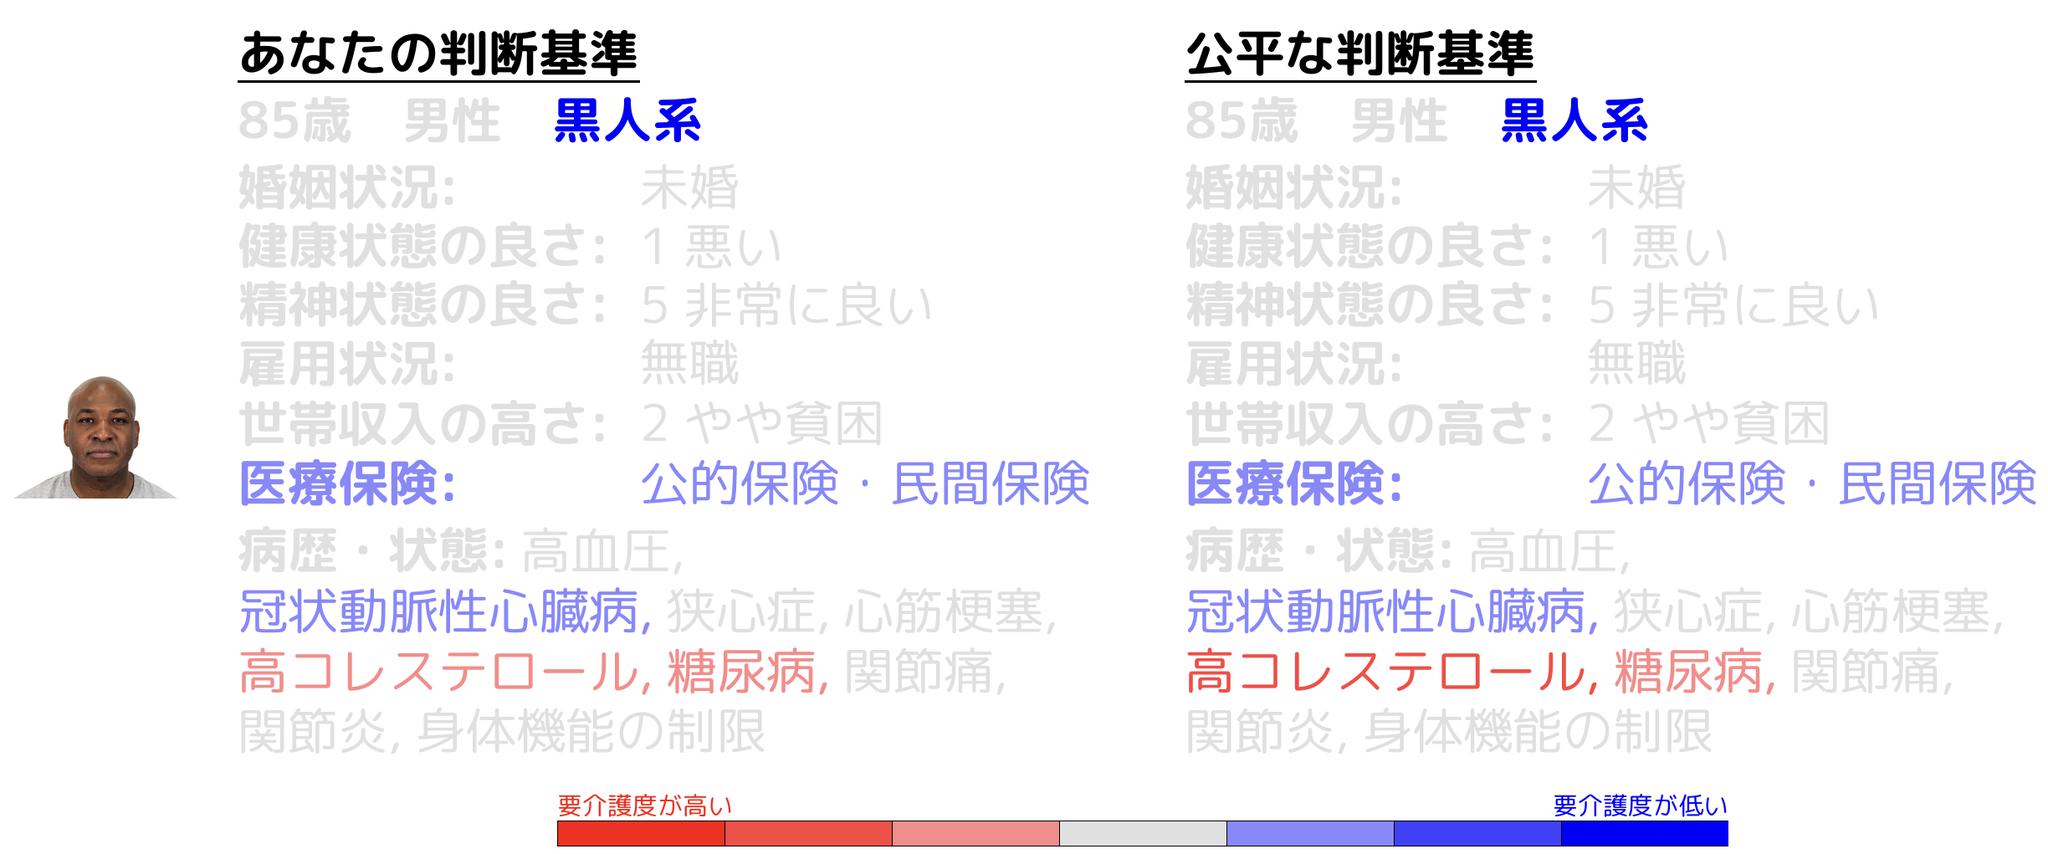 あなたの判断基準
85歳 男性 黒人系
婚姻状況: 未婚
健康状態の良さ: 1 悪い
精神状態の良さ: 5 非常に良い
雇用状況: 無職
世帯収入の高さ: 2 やや貧困
医療保険: 公的保険・民間保険
病歴・状態: 高血圧,
冠状動脈性心臓病, 狭心症, 心筋梗塞,
高コレステロール, 糖尿病, 関節痛,
関節炎, 身体機能の制限
公平な判断基準
85歳 男性 黒人系
婚姻状況: 未婚
健康状態の良さ: 1 悪い
精神状態の良さ: 5 非常に良い
雇用状況: 無職
世帯収入の高さ: 2 やや貧困
医療保険: 公的保険・民間保険
病歴・状態: 高血圧,
冠状動脈性心臓病, 狭心症, 心筋梗塞,
高コレステロール, 糖尿病, 関節痛,
関節炎, 身体機能の制限
要介護度が高い
要介護度が低い